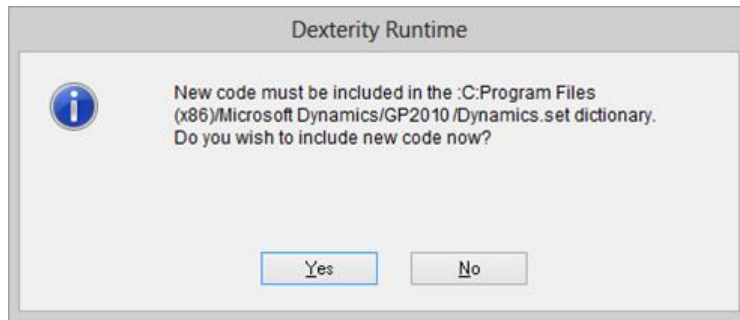 Dexterity Runtime
New code must be included in the :C:Program Files
(x86)/Microsoft Dynamics/GP2010 /Dynamics.set dictionary.
Do you wish to include new code now?
Yes
No